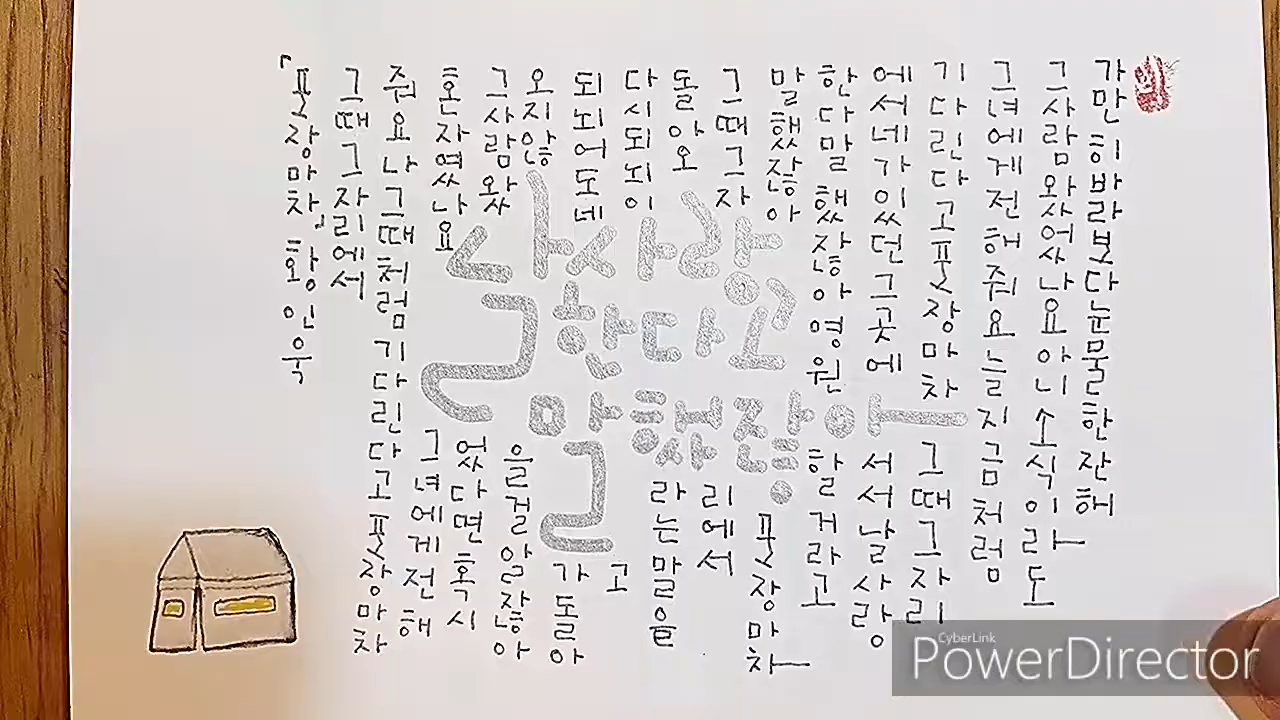 가만히바라보다눈물한잔해
그사람왔었나요아니소식이라도
그녀에게전해줘요늘지금처럼
기다린다고포장마차 그때그자리
에서네가있던그곳에 서서날사랑
한다말했잖아영원 할거라고
말했잖아 포장마차
그때그자 리에서
돌아오 라는말을
다시되뇌이 고
되뇌어도네 가돌아
오지않 을걸알잖아
그사람왔 었다면혹시
혼자였나요 그녀에게전해
줘요나그때처럼기다린다고포장마차
그때그자리에서
「포장마차」황인욱
날사랑
한다고
말했잖아
CyberLink
PowerDirector